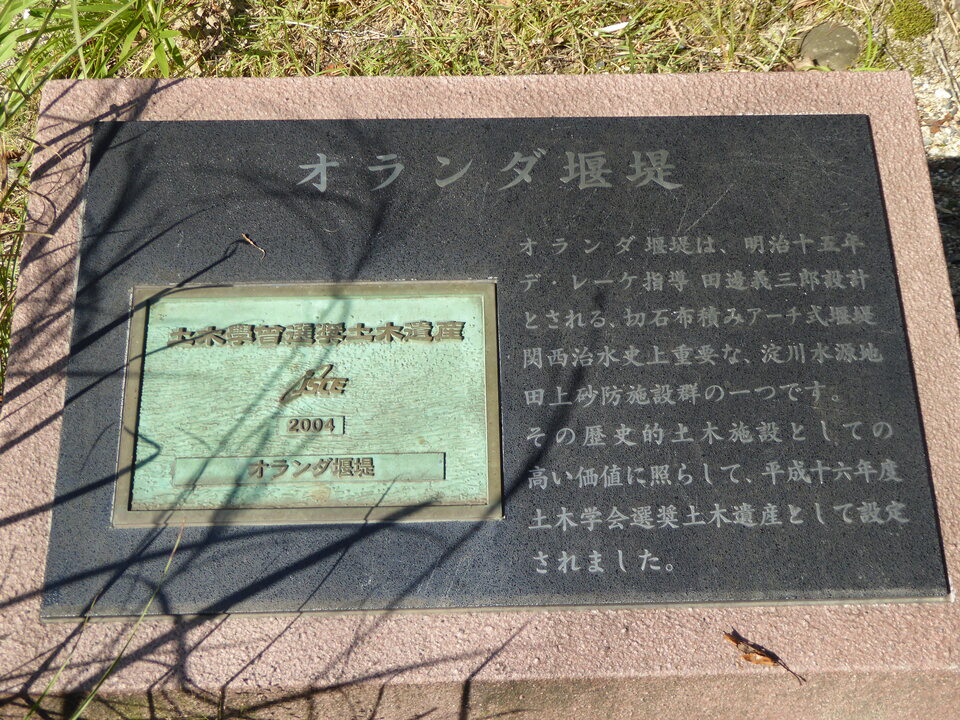 オランダ堰堤
オランダ堰堤は、明治十五年
デ・レーケ指導 田邉義三郎設計
とされる、切石布積みアーチ式堰堤
関西治水史上重要な、淀川水源地
田上砂防施設群の一つです。
その歴史的土木施設としての
高い価値に照らして、平成十六年度
土木学会選奨土木遺産として設定
されました。
土木學會選奨土木遺産
JSCE
2004
オランダ堰堤